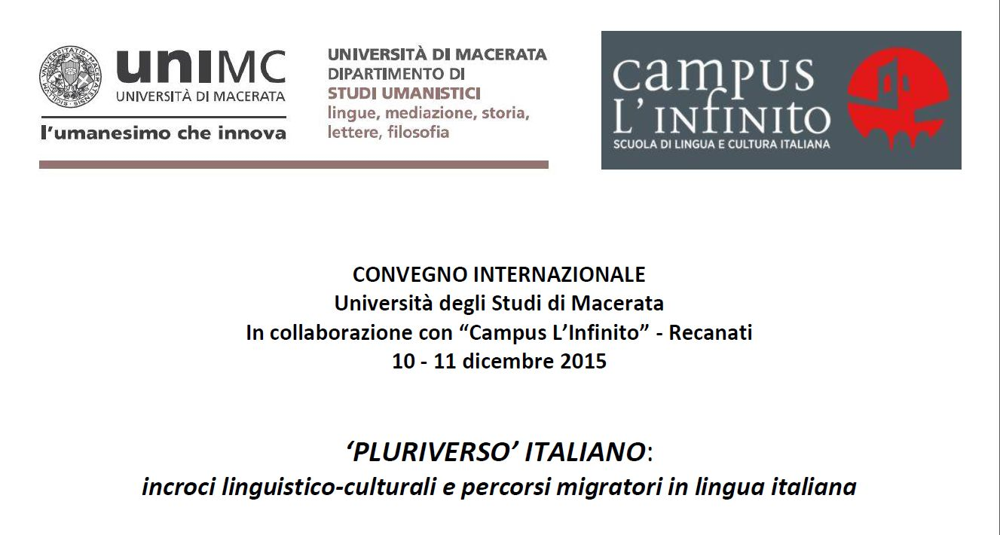 unIMC
UNIVERSITÀ DI MACERATA
l'umanesimo che innova
UNIVERSITÀ DI MACERATA
DIPARTIMENTO DI
STUDI UMANISTICI
lingue, mediazione, storia,
lettere, filosofia
campus
L'infinito
SCUOLA DI LINGUA E CULTURA ITALIANA
CONVEGNO INTERNAZIONALE
Università degli Studi di Macerata
In collaborazione con “Campus L’Infinito” - Recanati
10 - 11 dicembre 2015
‘PLURIVERSO’ ITALIANO:
incroci linguistico-culturali e percorsi migratori in lingua italiana